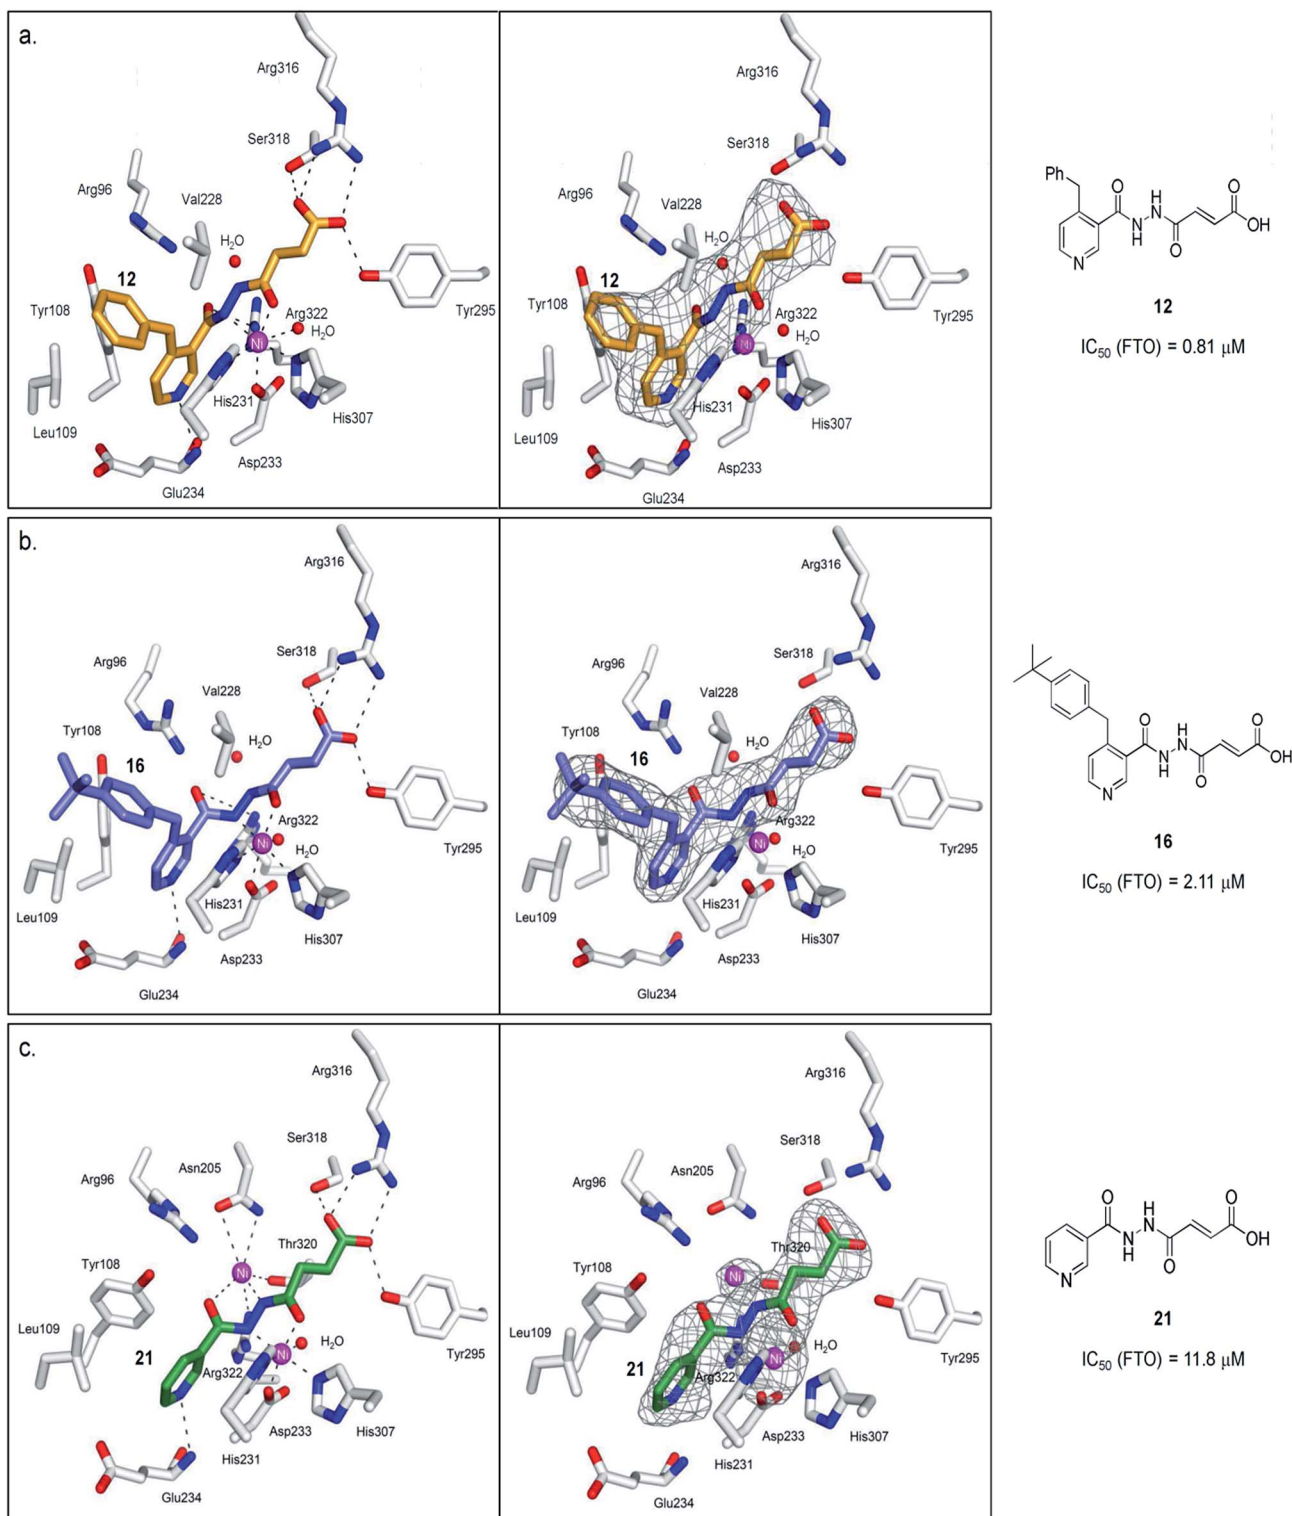 a.
Arg316
Ser318
Arg96
Val228
H2O
12
Tyr108
Arg322
H2O
Ni
Tyr295
His231
His307
Leu109
Asp233
Glu234
Arg316
Ser318
Arg96
Val228
H2O
12
Tyr108
Arg322
H2O
Ni
Tyr295
His231
His307
Leu109
Asp233
Glu234
Ph
O
H
N
N
H
O
O
OH
N
12
IC50 (FTO) = 0.81 μM
b.
Arg316
Ser318
Arg96
Val228
Tyr108
H2O
16
Arg322
Ni
H2O
Tyr295
His231
Leu109
His307
Asp233
Glu234
Arg316
Ser318
Arg96
Val228
Tyr108
H2O
16
Arg322
Ni
H2O
Tyr295
His231
Leu109
His307
Asp233
Glu234
O
H
N
N
H
O
O
OH
N
16
IC50 (FTO) = 2.11 μM
c.
Arg316
Ser318
Asn205
Arg96
Thr320
Tyr108
Ni
Leu109
H2O
Ni
21
Arg322
Tyr295
Asp233
His307
His231
Glu234
Arg316
Ser318
Asn205
Arg96
Thr320
Tyr108
Ni
Leu109
H2O
Ni
21
Arg322
Tyr295
Asp233
His307
His231
Glu234
O
H
N
N
H
O
O
OH
N
21
IC50 (FTO) = 11.8 μM